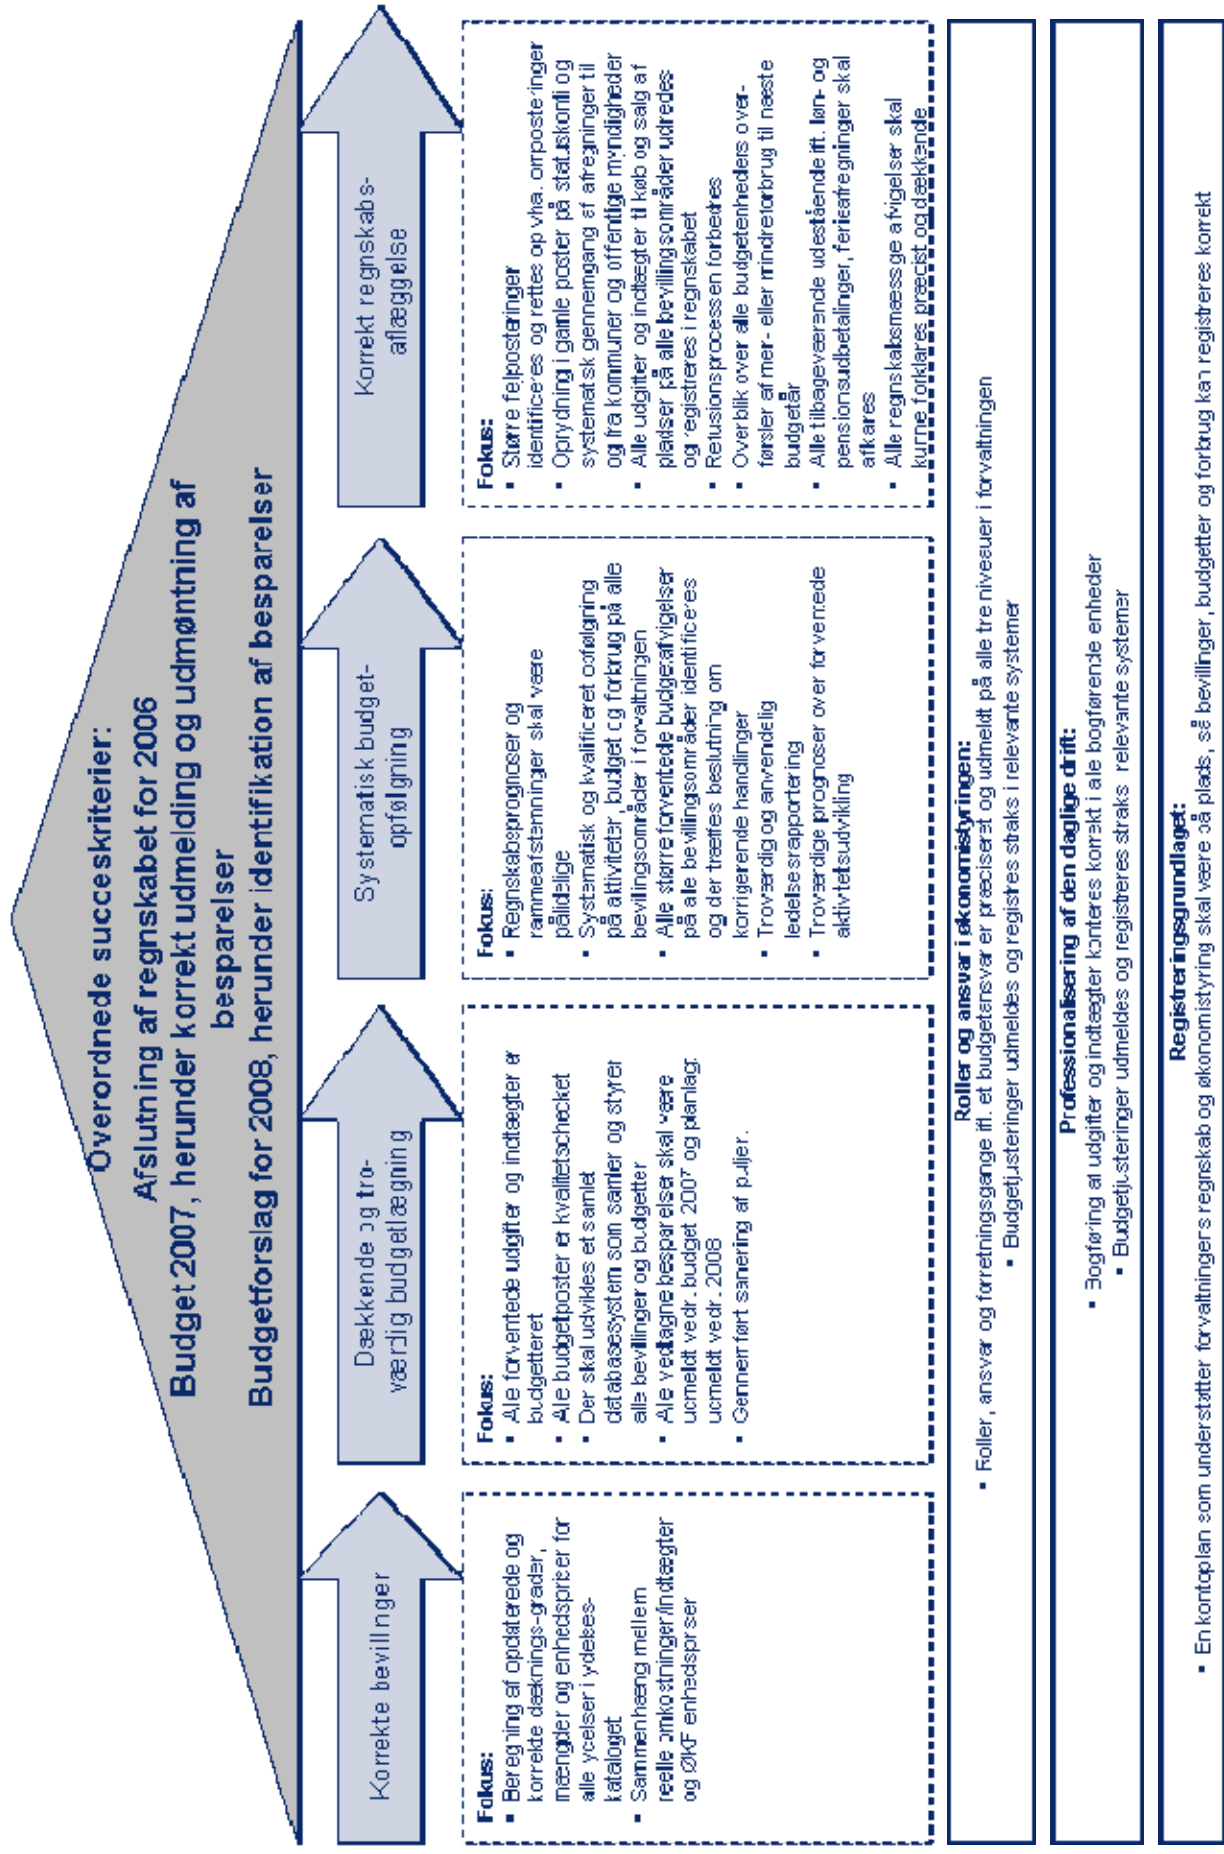 Overordnede succeskriterier:
Afslutning af regnskabet for 2006
Budget 2007, herunder korrekt udmelding og udmøntning af
besparelser
Budgetforslag for 2008, herunder identifikation af besparelser
Korrekte bevillinger
Dækkende og tro-
værdig budgetlægning
Systematisk budget-
opfølgning
Korrekt regnskabs-
aflæggelse
Fokus:
▪ Beregning af opdaterede og
korrekte dæknings-grader,
mængder og enhedspriser for
alle ydelser i ydelses-
kataloget
▪ Sammenhæng mellem
reelle omkostninger/indtægter
og ØKF enhedspriser
Fokus:
▪ Alle forventede udgifter og indtægter er
budgetteret
▪ Alle budgetposter er kvalitetschecket
▪ Der skal udvikles et samlet
databasesystem som samler og styrer
alle bevillinger og budgetter
▪ Alle vedtagne besparelser skal være
udmeldt vedr. budget 2007 og planlagt
udmeldt vedr. 2008
▪ Gennemført sanering af puljer.
Fokus:
▪ Regnskabsprognoser og
rammeafstemninger skal være
pålidelige
▪ Systematisk og kvalificeret opfølgning
på aktiviteter, budget og forbrug på alle
bevillingsområder i forvaltningen
▪ Alle større forventede budgetafvigelser
på alle bevillingsområder identificeres
og der træffes beslutning om
korrigerende handlinger
▪ Troværdig og anvendelig
ledelsesrapportering
▪ Troværdige prognoser over forventede
aktivitetsudvikling
Fokus:
▪ Større fejlposteringer
identificeres og rettes op vha. omposteringer
▪ Oprydning i gamle poster på statuskonti og
systematisk gennemgang af afregninger til
og fra kommuner og offentlige myndigheder
▪ Alle udgifter og indtægter til køb og salg af
pladser på alle bevillingsområder udredes
og registreres i regnskabet
▪ Refusionsprocessen forbedres
▪ Overblik over alle budgetenheders over-
førsler af mer- eller mindreforbrug til næste
budgetår
▪ Alle tilbageværende udestående ift. løn- og
pensionsudbetalinger, ferieafregninger skal
afklares
▪ Alle regnskabsmæssige afvigelser skal
kunne forklares præcist og dækkende
Roller og ansvar i økonomistyringen:
▪ Roller, ansvar og forretningsgange ift. et budgetansvar er præciseret og udmeldt på alle tre niveauer i forvaltningen
▪ Budgetjusteringer udmeldes og registres straks i relevante systemer
Professionalisering af den daglige drift:
▪ Bogføring af udgifter og indtægter konteres korrekt i alle bogførende enheder
▪ Budgetjusteringer udmeldes og registreres straks relevante systemer
Registreringsgrundlaget:
▪ En kontoplan som understøtter forvaltningers regnskab og økonomistyring skal være på plads, så bevillinger, budgetter og forbrug kan registreres korrekt